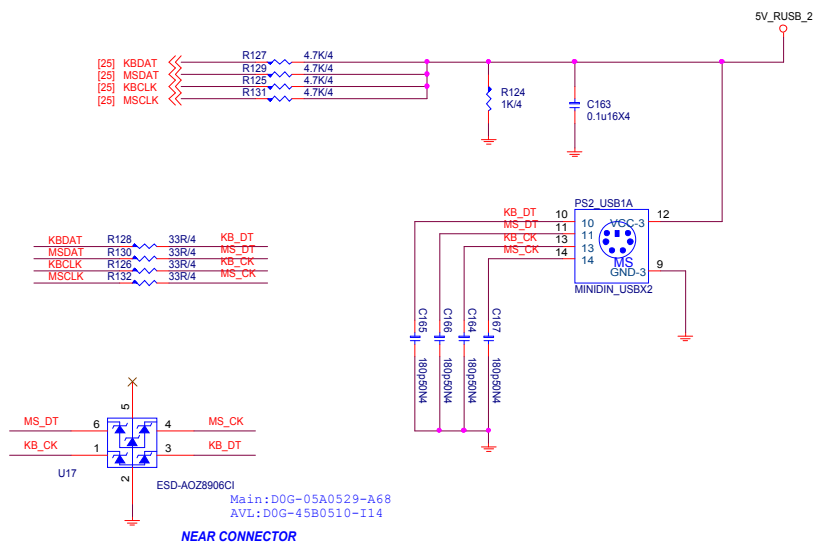 5V_RUSB_2
[25] KBDAT R127 4.7K/4
[25] MSDAT R129 4.7K/4
[25] KBCLK R125 4.7K/4
[25] MSCLK R131 4.7K/4
R124
1K/4
C163
0.1u16X4
PS2_USB1A
KB_DT 10 10 VCC-3 12
MS_DT 11 11
KB_CK 13 13
MS_CK 14 14 MS
GND-3 9
MINIDIN_USBX2
KBDAT R128 33R/4 KB_DT
MSDAT R130 33R/4 MS_DT
KBCLK R126 33R/4 KB_CK
MSCLK R132 33R/4 MS_CK
C165 C166 C164 C167
180p50N4 180p50N4 180p50N4 180p50N4
5
MS_DT 6 4 MS_CK
KB_CK 1 3 KB_DT
2
U17
ESD-AOZ8906CI
Main:D0G-05A0529-A68
AVL:D0G-45B0510-I14
NEAR CONNECTOR